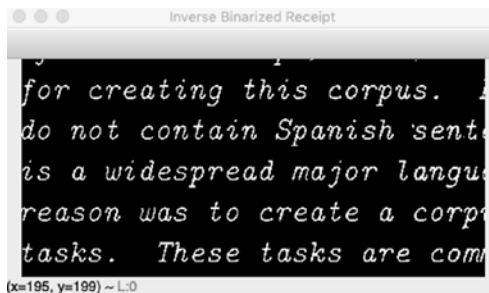 Inverse Binarized Receipt
for creating this corpus.
do not contain Spanish
is a widespread major
reason was to create a
tasks. These tasks are
(x=195, y=199) ~ L:0